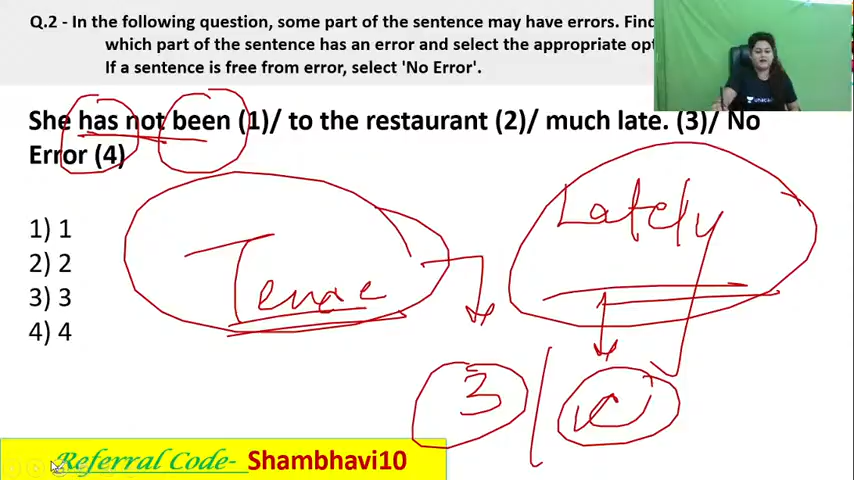 Q.2 - In the following question, some part of the sentence may have errors. Find
which part of the sentence has an error and select the appropriate opt
If a sentence is free from error, select 'No Error'.
She has not been (1)/ to the restaurant (2)/ much late. (3)/ No
Error (4)
Lately
1) 1
2) 2
3) 3
4) 4
Tense
3
Referral Code- Shambhavi10